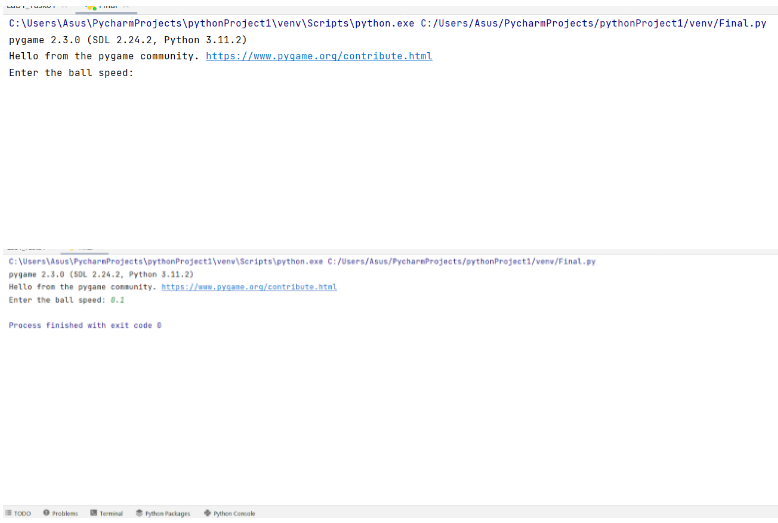 C:\Users\Asus\PycharmProjects\pythonProject1\venv\Scripts\python.exe C:/Users/Asus/PycharmProjects/pythonProject1/venv/Final.py
pygame 2.3.0 (SDL 2.24.2, Python 3.11.2)
Hello from the pygame community. https://www.pygame.org/contribute.html
Enter the ball speed:
C:\Users\Asus\PycharmProjects\pythonProject1\venv\Scripts\python.exe C:/Users/Asus/PycharmProjects/pythonProject1/venv/Final.py
pygame 2.3.0 (SDL 2.24.2, Python 3.11.2)
Hello from the pygame community. https://www.pygame.org/contribute.html
Enter the ball speed: 0.1
Process finished with exit code 0
TODO Problems Terminal Python Packages Python Console